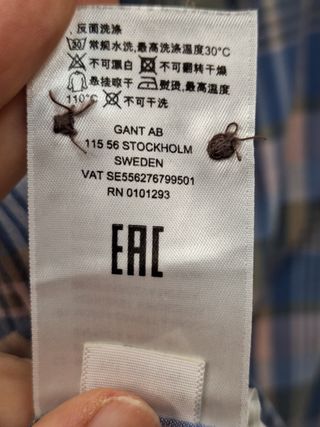 , 反面洗涤
常规水洗,最高洗涤温度30°C
不可漂白 不可翻转干燥
悬挂晾干 熨烫,最高温度
110°C 不可干洗
GANT AB
115 56 STOCKHOLM
SWEDEN
VAT SE556276799501
RN 0101293
EAC